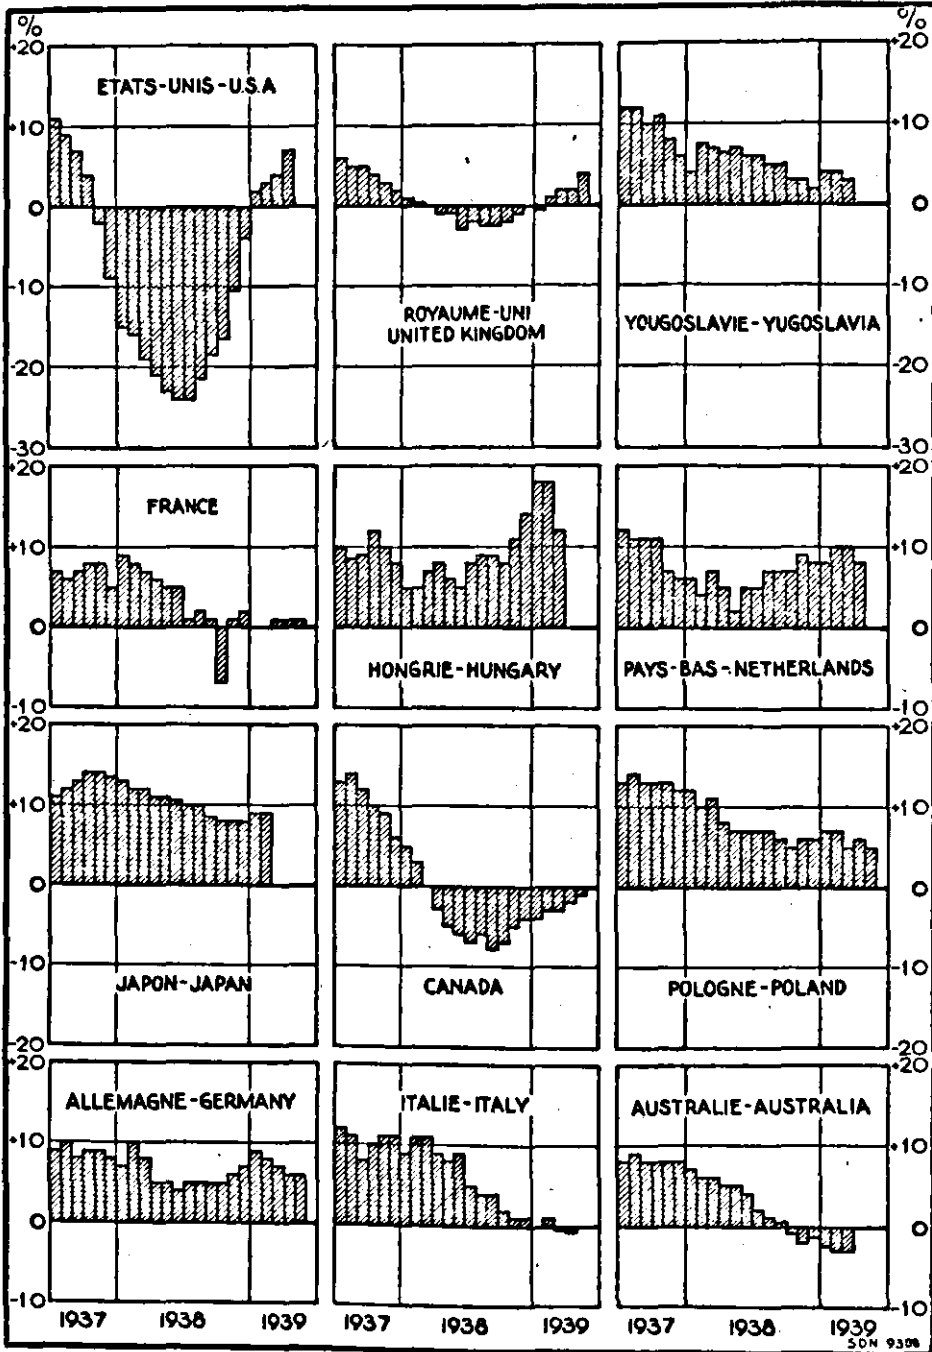 % %
+20 +20
ETATS-UNIS-U.S.A
+10 +10
0 0
-10 -10
ROYAUME-UNI
UNITED KINGDOM
YOUGOSLAVIE-YUGOSLAVIA
-20 -20
-30 -30
+20 +20
FRANCE
+10 +10
0 0
HONGRIE-HUNGARY
PAYS-BAS-NETHERLANDS
-10 -10
+20 +20
+10 +10
0 0
-10 -10
JAPON-JAPAN
CANADA
POLOGNE-POLAND
-20 -20
+20 +20
ALLEMAGNE-GERMANY
ITALIE-ITALY
AUSTRALIE-AUSTRALIA
+10 +10
0 0
-10 -10
1937 1938 1939 1937 1938 1939 1937 1938 1939
SDN 9308